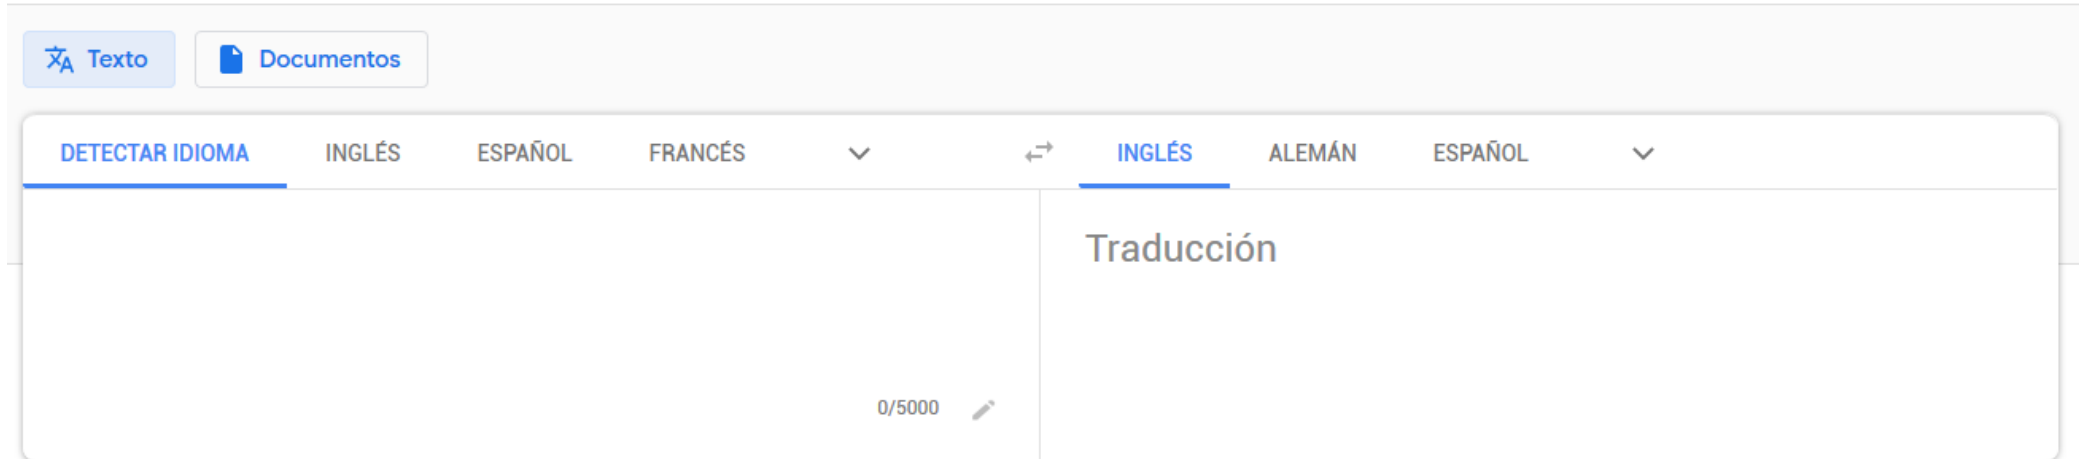 Texto Documentos
DETECTAR IDIOMA INGLÉS ESPAÑOL FRANCÉS INGLÉS ALEMÁN ESPAÑOL
Traducción
0/5000